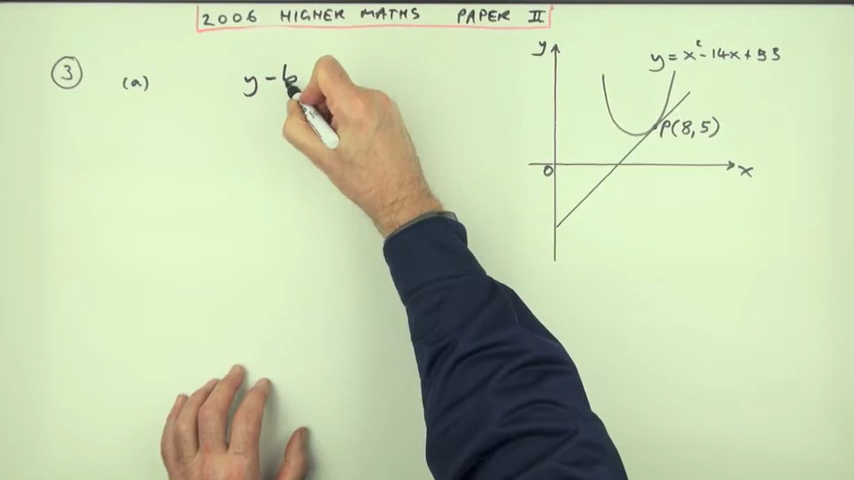 2006 HIGHER MATHS PAPER II
3 (a) y - b
y
y = x² - 14x + 53
P(8,5)
0
x